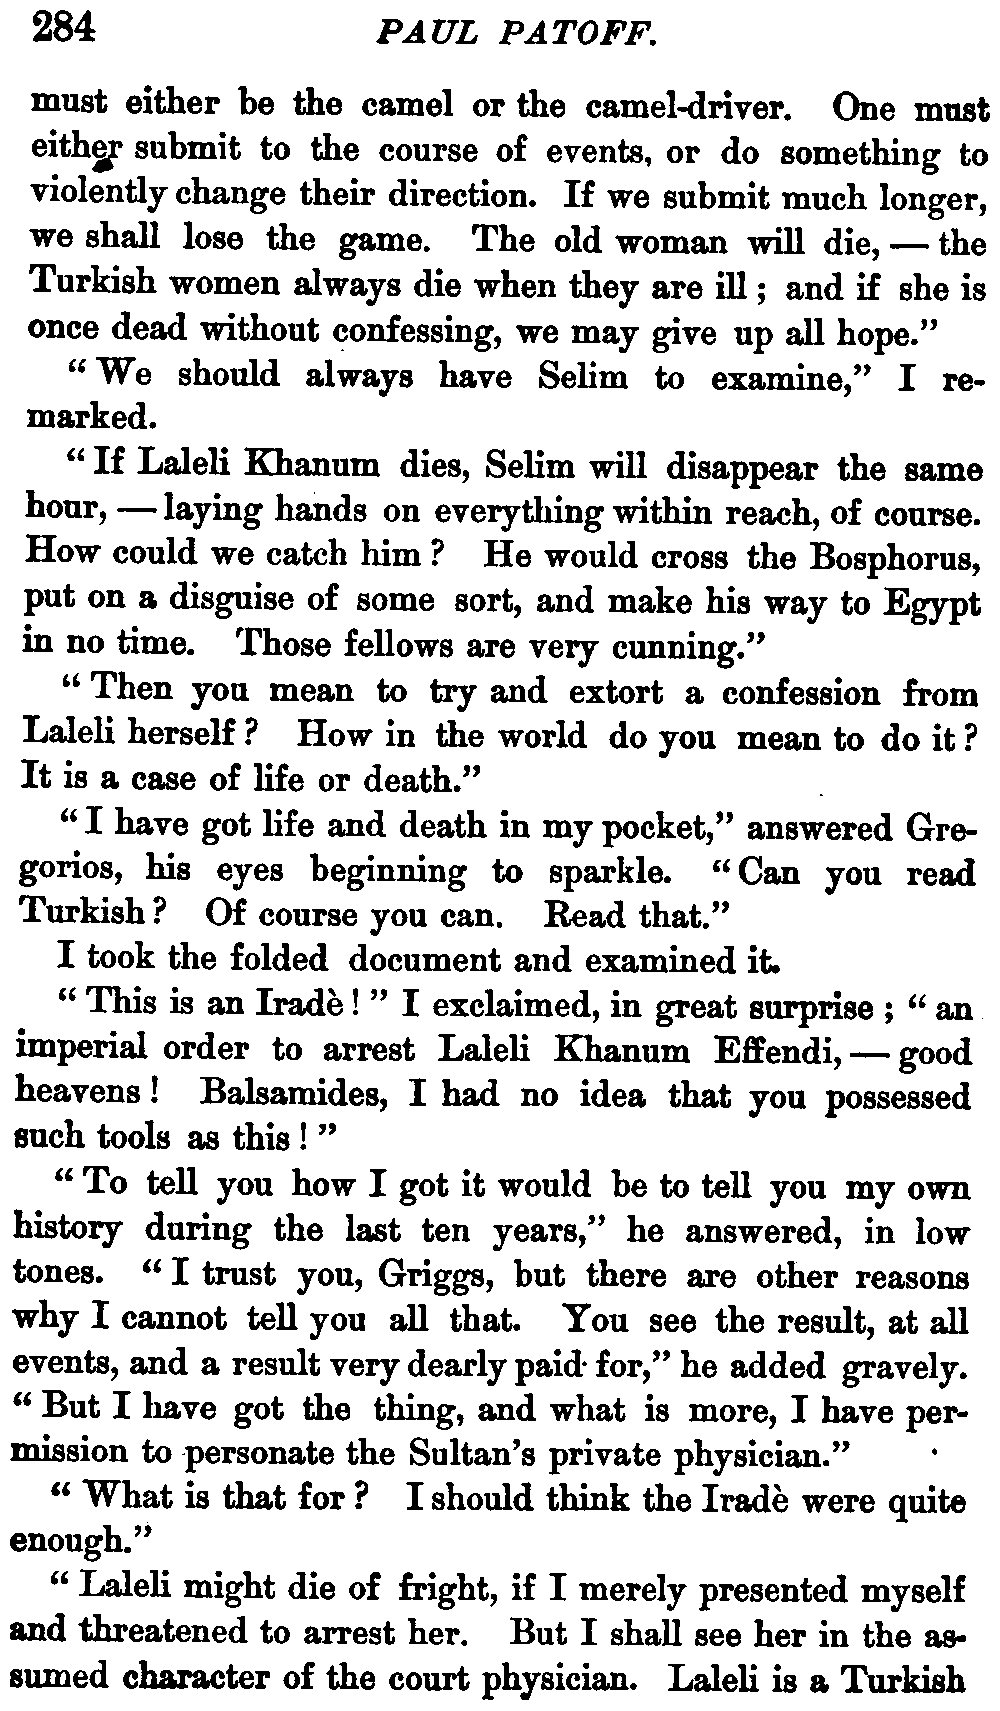 284 PAUL PATOFF.
must either be the camel or the camel-driver. One must
either submit to the course of events, or do something to
violently change their direction. If we submit much longer,
we shall lose the game. The old woman will die, — the
Turkish women always die when they are ill ; and if she is
once dead without confessing, we may give up all hope.”
“ We should always have Selim to examine,” I re-
marked.
“ If Laleli Khanum dies, Selim will disappear the same
hour, — laying hands on everything within reach, of course.
How could we catch him ? He would cross the Bosphorus,
put on a disguise of some sort, and make his way to Egypt
in no time. Those fellows are very cunning.”
“ Then you mean to try and extort a confession from
Laleli herself ? How in the world do you mean to do it ?
It is a case of life or death.”
“ I have got life and death in my pocket,” answered Gre-
gorios, his eyes beginning to sparkle. “ Can you read
Turkish ? Of course you can. Read that.”
I took the folded document and examined it.
“ This is an Iradè ! ” I exclaimed, in great surprise ; “ an
imperial order to arrest Laleli Khanum Effendi, — good
heavens ! Balsamides, I had no idea that you possessed
such tools as this ! ”
“ To tell you how I got it would be to tell you my own
history during the last ten years,” he answered, in low
tones. “ I trust you, Griggs, but there are other reasons
why I cannot tell you all that. You see the result, at all
events, and a result very dearly paid for,” he added gravely.
“ But I have got the thing, and what is more, I have per-
mission to personate the Sultan’s private physician.”
“ What is that for ? I should think the Iradè were quite
enough.”
“ Laleli might die of fright, if I merely presented myself
and threatened to arrest her. But I shall see her in the as-
sumed character of the court physician. Laleli is a Turkish